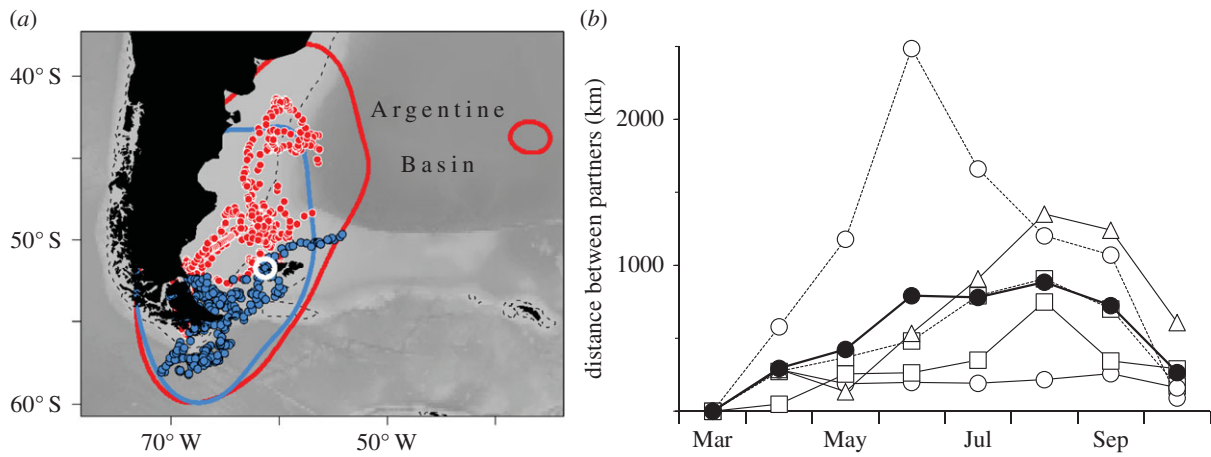 (a)
40° S
50° S
60° S
70° W
50° W
Argentine
Basin
(b)
distance between partners (km)
2000
1000
Mar
May
Jul
Sep